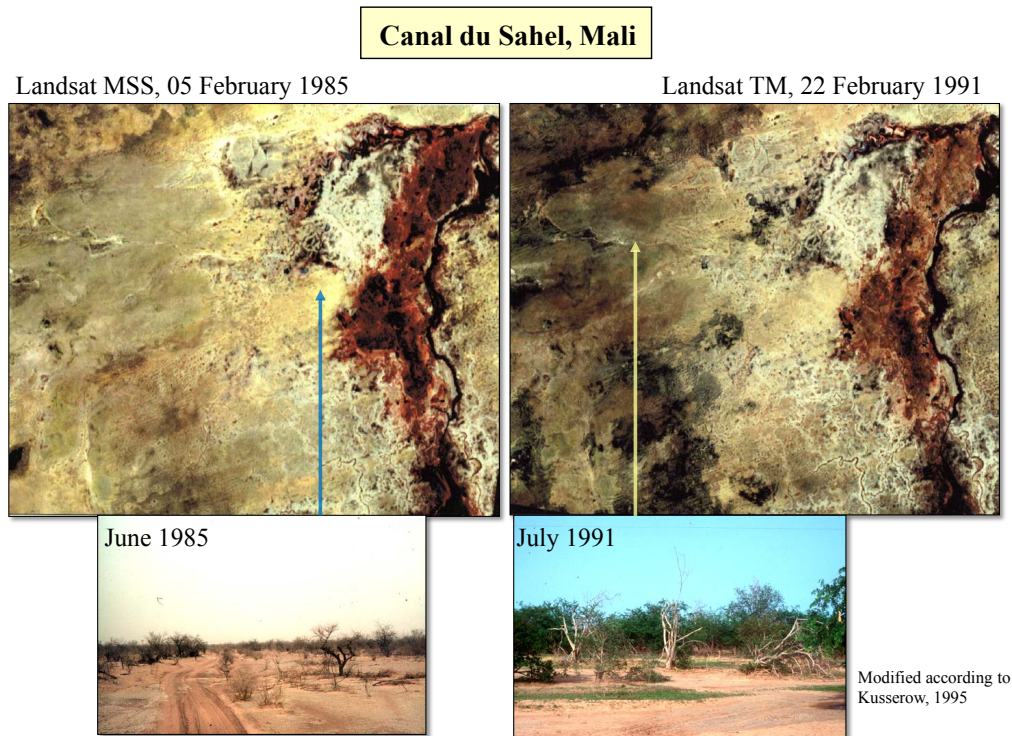 Canal du Sahel, Mali
Landsat MSS, 05 February 1985
Landsat TM, 22 February 1991
June 1985
July 1991
Modified according to
Kusserow, 1995